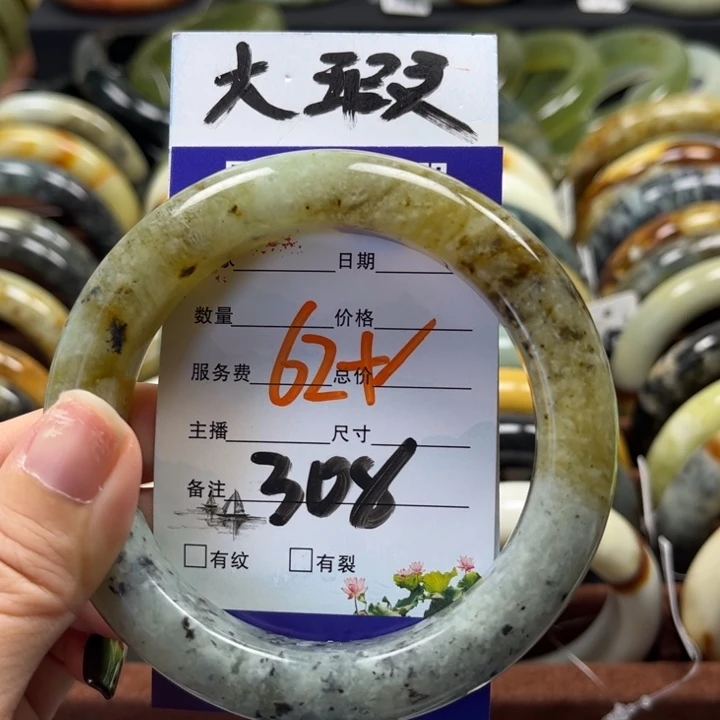 大瑕
日期
数量 价格
62+
服务费 总价
主播 尺寸
备注 308
□有纹 □有裂